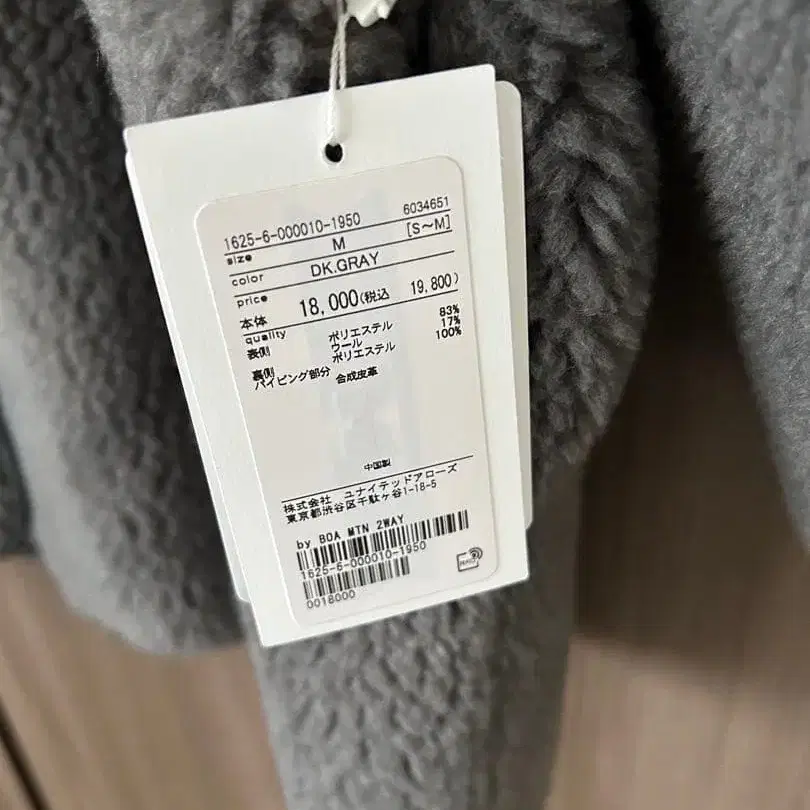 1625-6-000010-1950 6034651
size M [S~M]
color DK.GRAY
price
本体 18,000(税込 19,800)
quality
表側 ポリエステル 83%
ウール 17%
裏側 ポリエステル 100%
パイピング部分 合成皮革
中国製
株式会社 ユナイテッドアローズ
東京都渋谷区千駄ヶ谷1-18-5
by BOA MTN 2WAY
1625-6-000010-1950
0018000